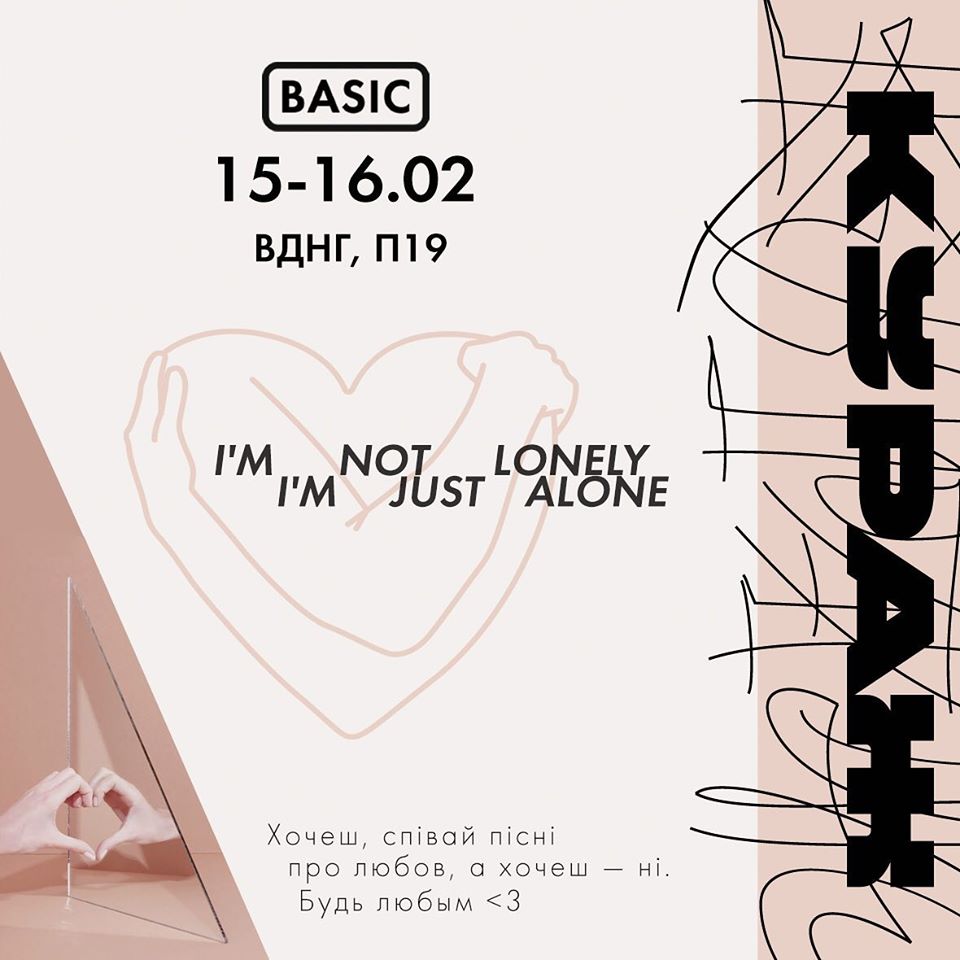 BASIC
15-16.02
ВДНГ, П19
I'M NOT LONELY
I'M JUST ALONE
Хочеш, співай пісні
про любов, а хочеш — ні.
Будь любым <3
КУРАЖ